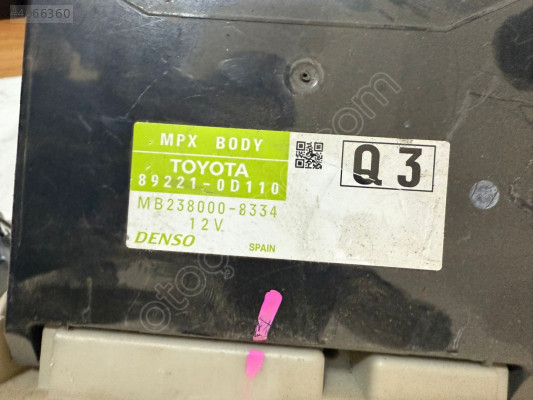 MPX BODY
TOYOTA
89221-0D110
MB238000-8334
12V
DENSO
SPAIN
Q3